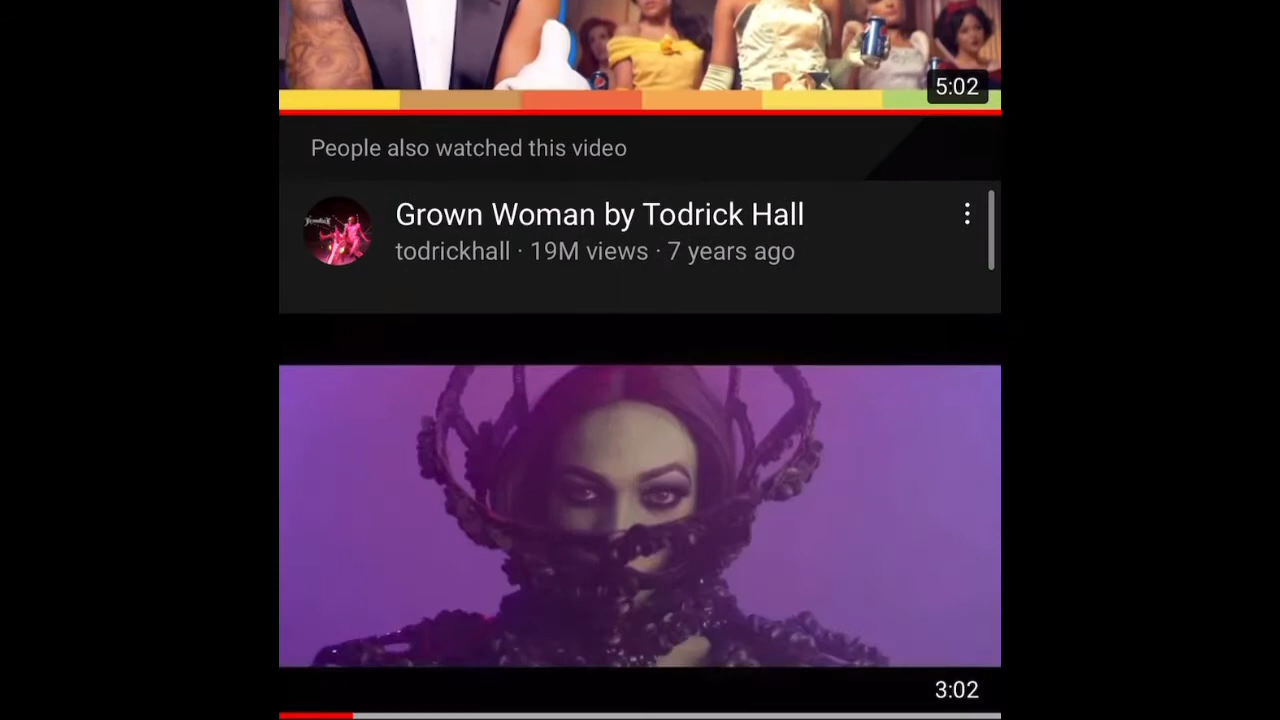 5:02
People also watched this video
Grown Woman by Todrick Hall
todrickhall · 19M views · 7 years ago
3:02